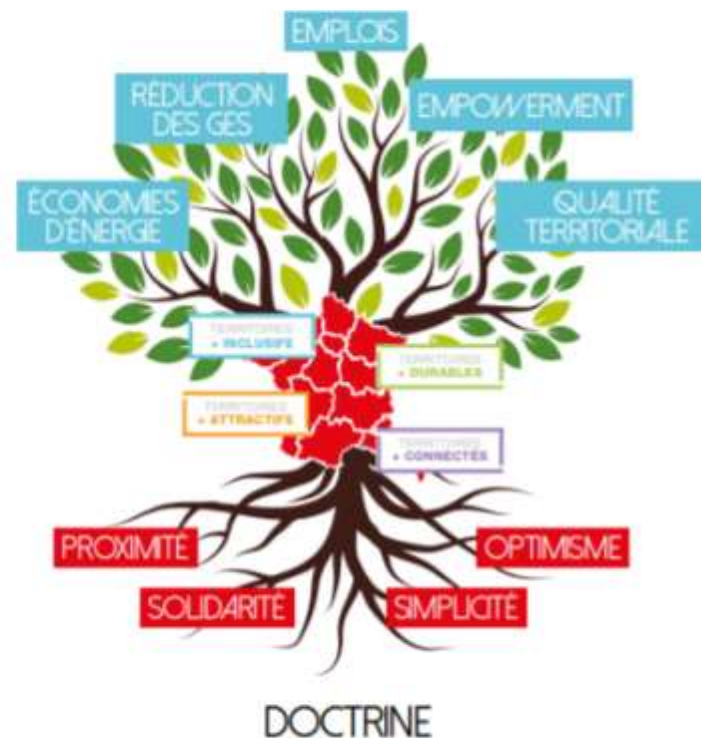 EMPLOIS
RÉDUCTION
DES GES
EMPOWERMENT
ÉCONOMIES
D'ÉNERGIE
QUALITÉ
TERRITORIALE
TERRITOIRES
+ INCLUSIFS
TERRITOIRES
+ DURABLES
TERRITOIRES
+ ATTRACTIFS
TERRITOIRES
+ CONNECTÉS
PROXIMITÉ
OPTIMISME
SOLIDARITÉ
SIMPLICITÉ
DOCTRINE